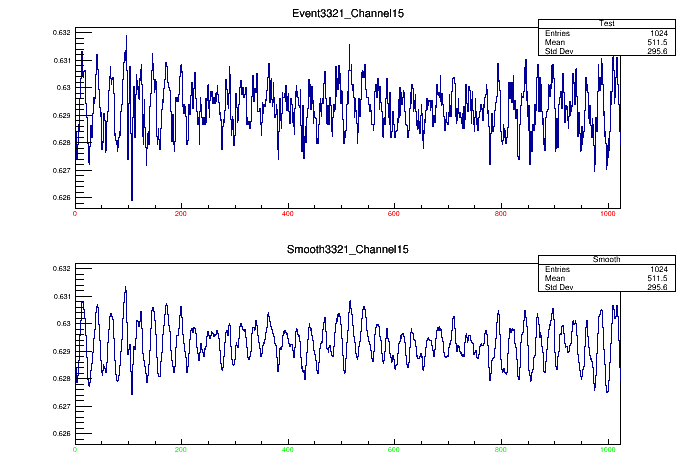 Event3321_Channel15
Test
Entries 1024
Mean 511.5
Std Dev 295.6
0.632
0.631
0.63
0.629
0.628
0.627
0.626
0 200 400 600 800 1000
Smooth3321_Channel15
Smooth
Entries 1024
Mean 511.5
Std Dev 295.6
0.632
0.631
0.63
0.629
0.628
0.627
0.626
0 200 400 600 800 1000